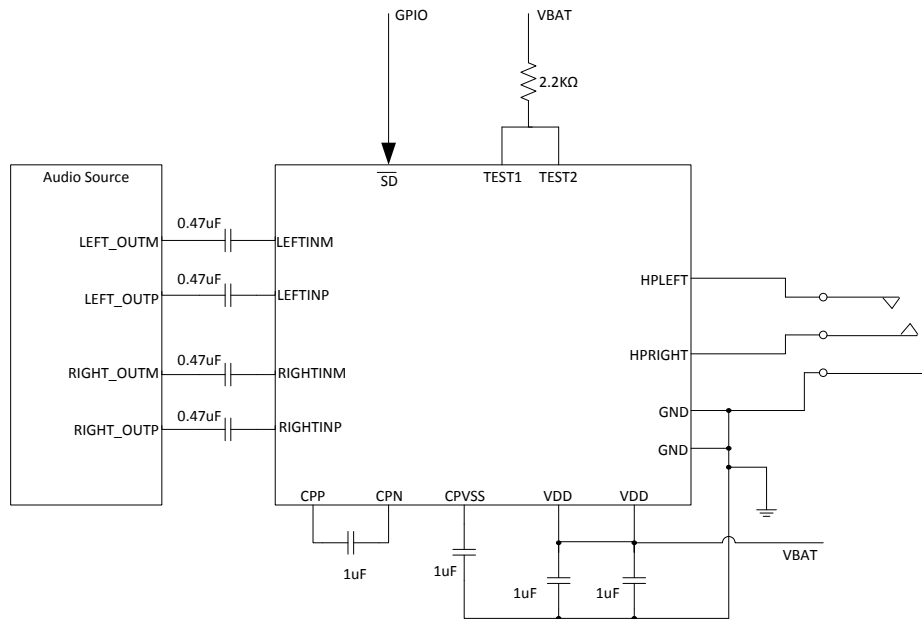 GPIO
VBAT
2.2KΩ
Audio Source
SD
TEST1
TEST2
0.47uF
LEFT_OUTM
LEFTINM
0.47uF
LEFT_OUTP
LEFTINP
HPLEFT
HPRIGHT
0.47uF
RIGHT_OUTM
RIGHTINM
GND
0.47uF
RIGHT_OUTP
RIGHTINP
GND
CPP
CPN
CPVSS
VDD
VDD
VBAT
1uF
1uF
1uF
1uF